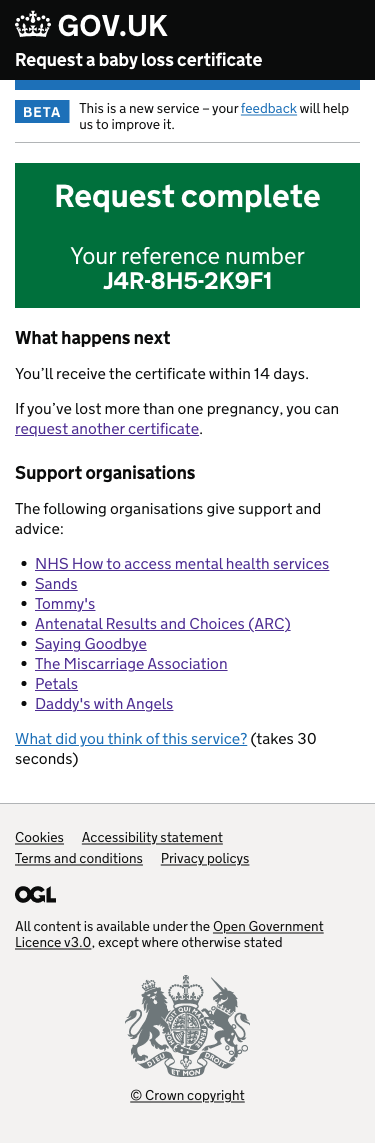 GOV.UK
Request a baby loss certificate
BETA
This is a new service – your feedback will help
us to improve it.
Request complete
Your reference number
J4R-8H5-2K9F1
What happens next
You’ll receive the certificate within 14 days.
If you’ve lost more than one pregnancy, you can
request another certificate.
Support organisations
The following organisations give support and
advice:
• NHS How to access mental health services
• Sands
• Tommy's
• Antenatal Results and Choices (ARC)
• Saying Goodbye
• The Miscarriage Association
• Petals
• Daddy's with Angels
What did you think of this service? (takes 30
seconds)
Cookies Accessibility statement
Terms and conditions Privacy policys
OGL
All content is available under the Open Government
Licence v3.0, except where otherwise stated
DIEU ET MON DROIT
© Crown copyright